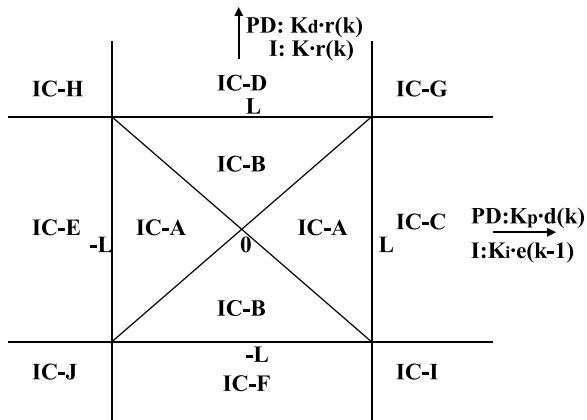 PD: Kd·r(k)
I: K·r(k)
IC-H IC-D IC-G
L
IC-B
IC-E IC-A IC-A IC-C PD:Kp·d(k)
-L 0 L I:Ki·e(k-1)
IC-B
-L
IC-J IC-F IC-I